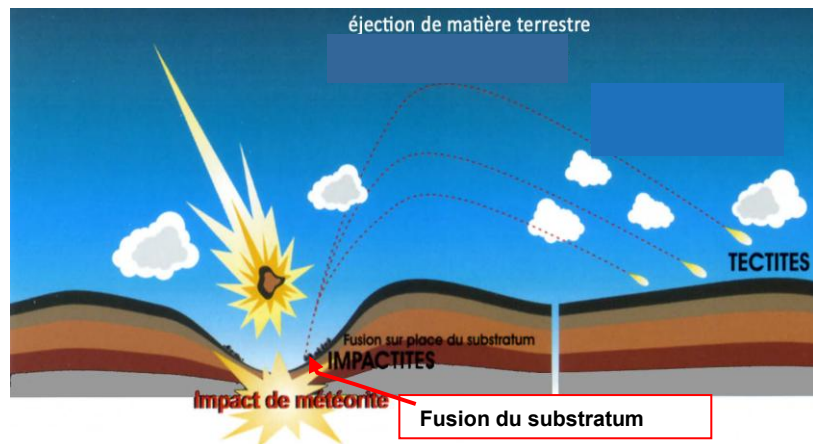 éjection de matière terrestre
TECTITES
Fusion sur place du substratum
IMPACTITES
Impact de météorite
Fusion du substratum